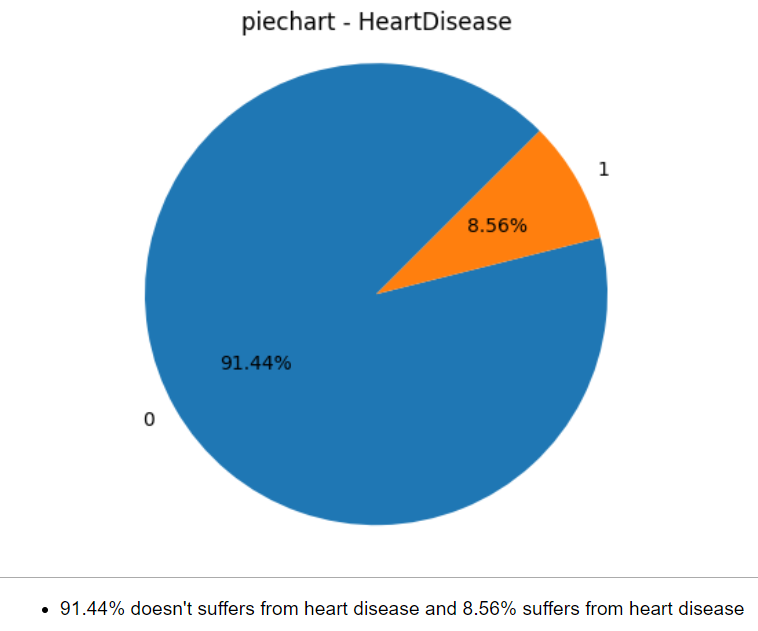 piechart - HeartDisease
1
8.56%
91.44%
0
• 91.44% doesn't suffers from heart disease and 8.56% suffers from heart disease